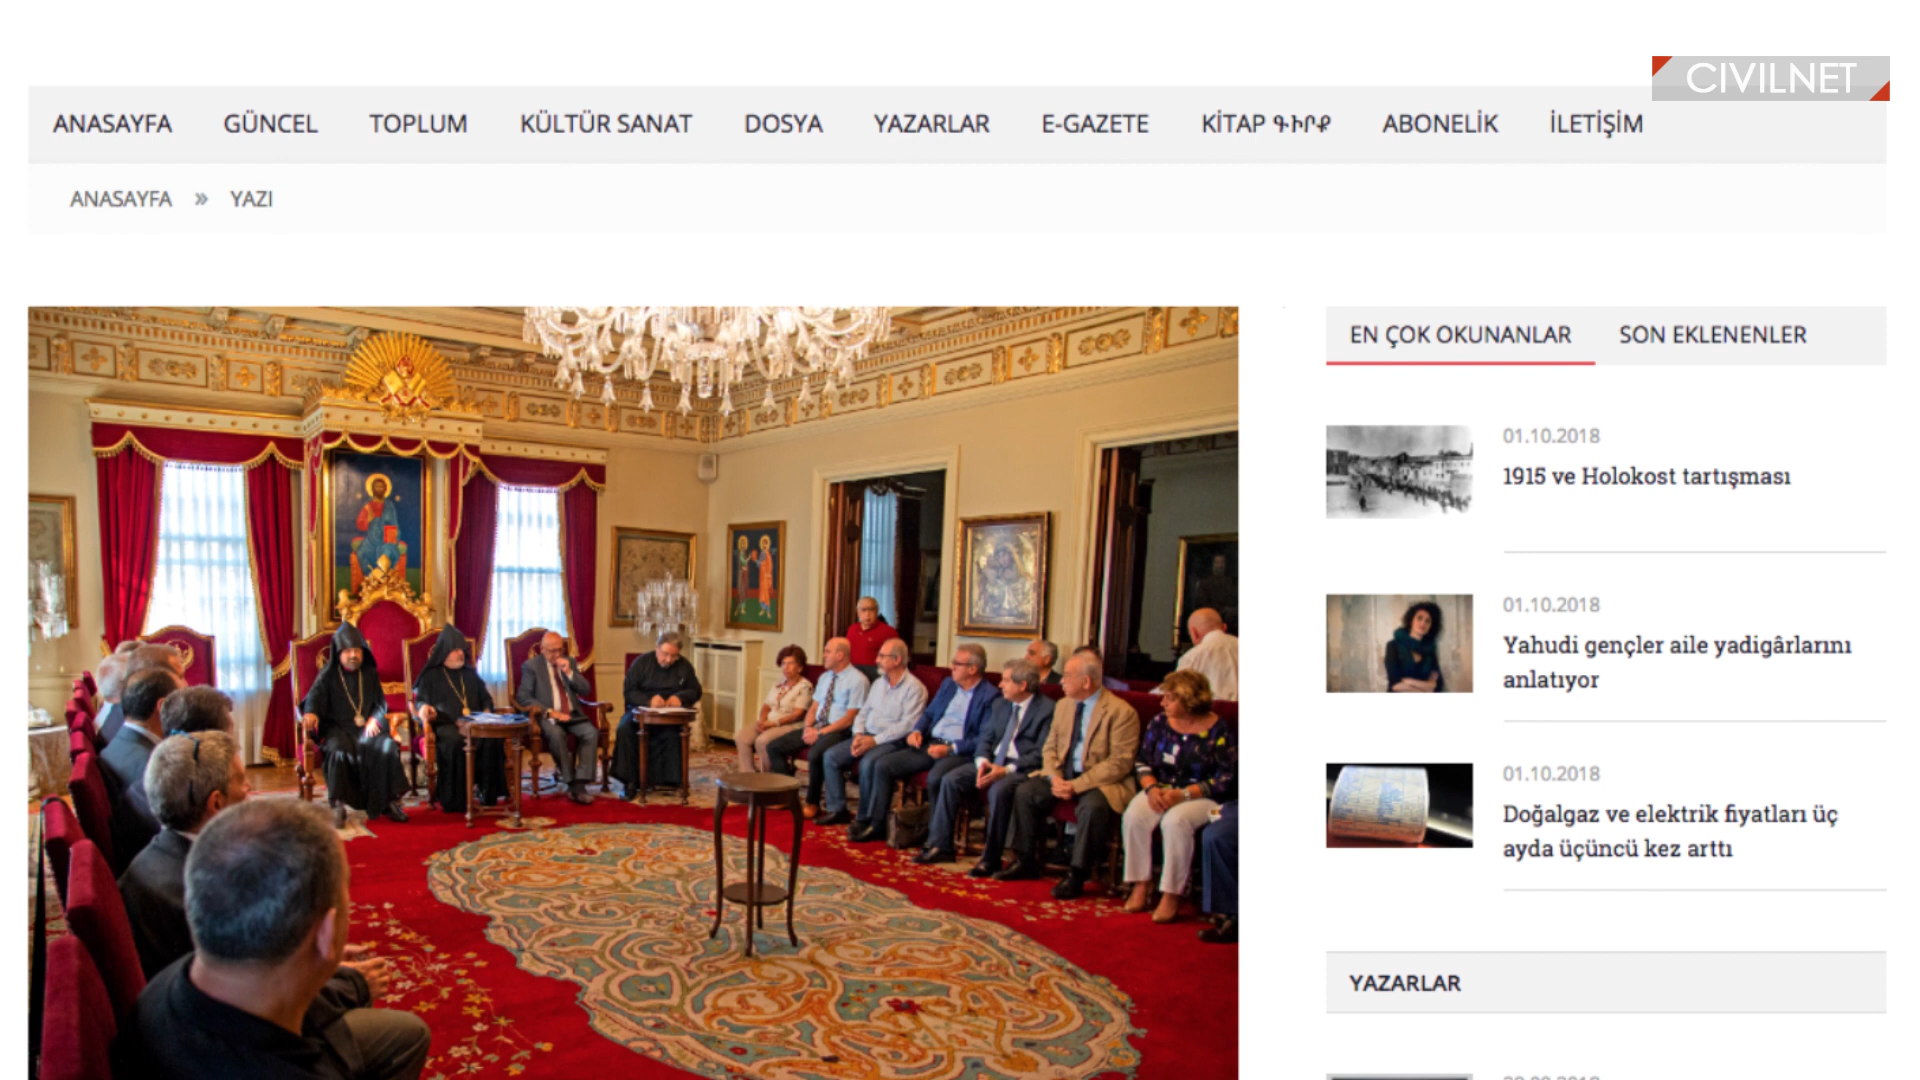 CIVILNET
ANASAYFA GÜNCEL TOPLUM KÜLTÜR SANAT DOSYA YAZARLAR E-GAZETE KİTAP ԳԻՐՔ ABONELİK İLETİŞİM
ANASAYFA » YAZI
EN ÇOK OKUNANLAR SON EKLENENLER
01.10.2018
1915 ve Holokost tartışması
01.10.2018
Yahudi gençler aile yadigârlarını
anlatıyor
01.10.2018
Doğalgaz ve elektrik fiyatları üç
ayda üçüncü kez arttı
YAZARLAR